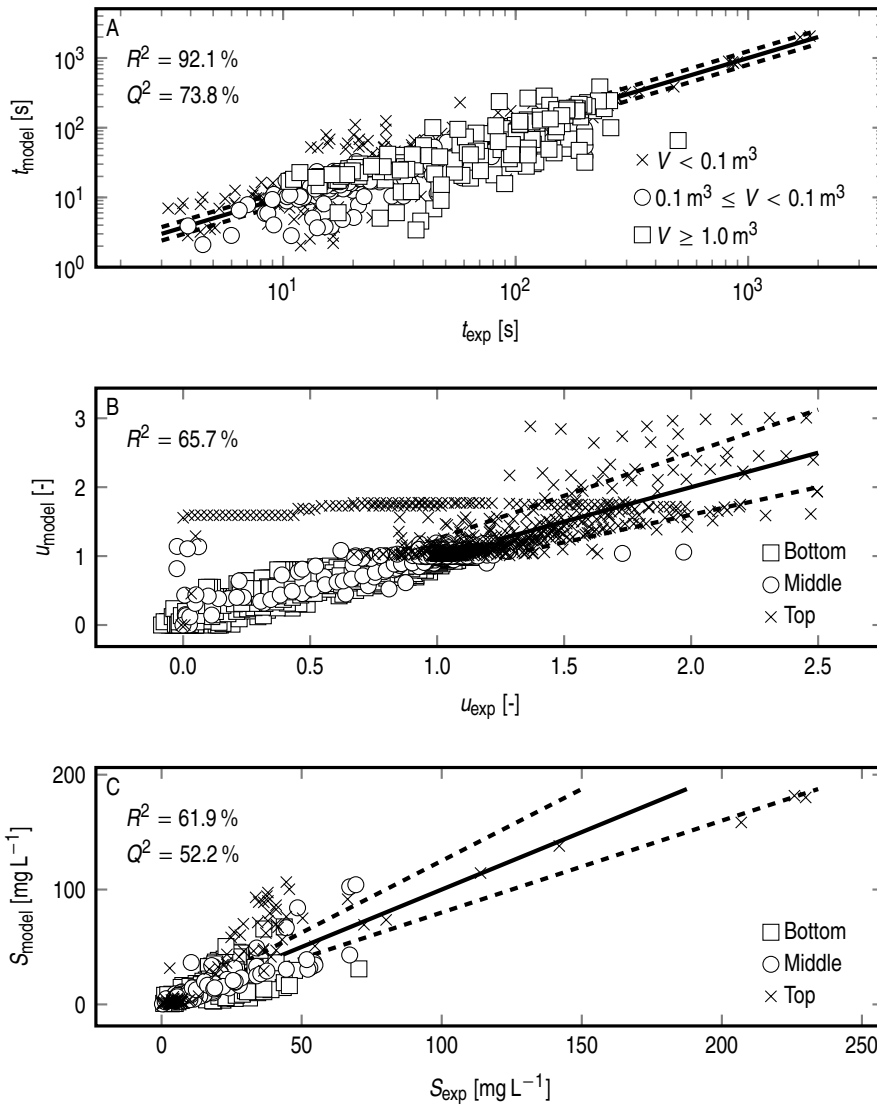 A
R² = 92.1 %
Q² = 73.8 %
10³
10²
10¹
10⁰
t_model [s]
× V < 0.1 m³
○ 0.1 m³ ≤ V < 0.1 m³
□ V ≥ 1.0 m³
10¹ 10² 10³
t_exp [s]
B
R² = 65.7 %
3
2
1
0
u_model [-]
Bottom
Middle
Top
0.0 0.5 1.0 1.5 2.0 2.5
u_exp [-]
C
R² = 61.9 %
Q² = 52.2 %
200
100
0
S_model [mg L⁻¹]
Bottom
Middle
Top
0 50 100 150 200 250
S_exp [mg L⁻¹]